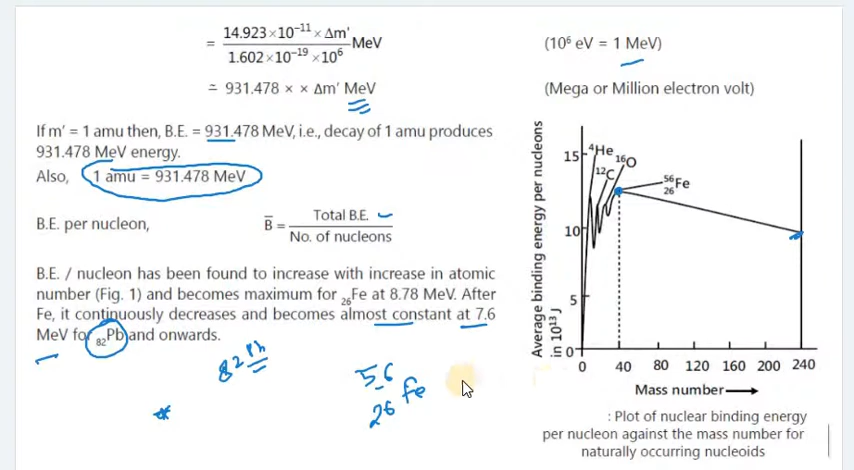 = 14.923×10⁻¹¹ × Δm' / 1.602×10⁻¹⁹ ×10⁶ MeV (10⁶ eV = 1 MeV)
= 931.478 × × Δm' MeV (Mega or Million electron volt)
If m' = 1 amu then, B.E. = 931.478 MeV, i.e., decay of 1 amu produces
931.478 MeV energy.
Also, 1 amu = 931.478 MeV
B.E. per nucleon, B̅ = Total B.E. / No. of nucleons
B.E. / nucleon has been found to increase with increase in atomic
number (Fig. 1) and becomes maximum for ₂₆Fe at 8.78 MeV. After
Fe, it continuously decreases and becomes almost constant at 7.6
MeV for ₈₂Pb and onwards.
82 Pb
56
26 Fe
Average binding energy per nucleons
in 10¹³ J
15
10
5
0
⁴He
¹⁶O
¹²C
⁵⁶₂₆Fe
0 40 80 120 160 200 240
Mass number
: Plot of nuclear binding energy
per nucleon against the mass number for
naturally occurring nucleoids